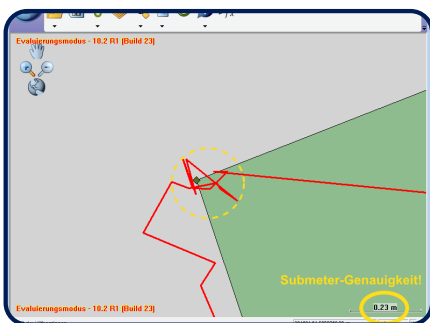 Evaluierungsmodus - 10.2 R1 (Build 23)
Submeter-Genauigkeit!
0.23 m
Evaluierungsmodus - 10.2 R1 (Build 23)